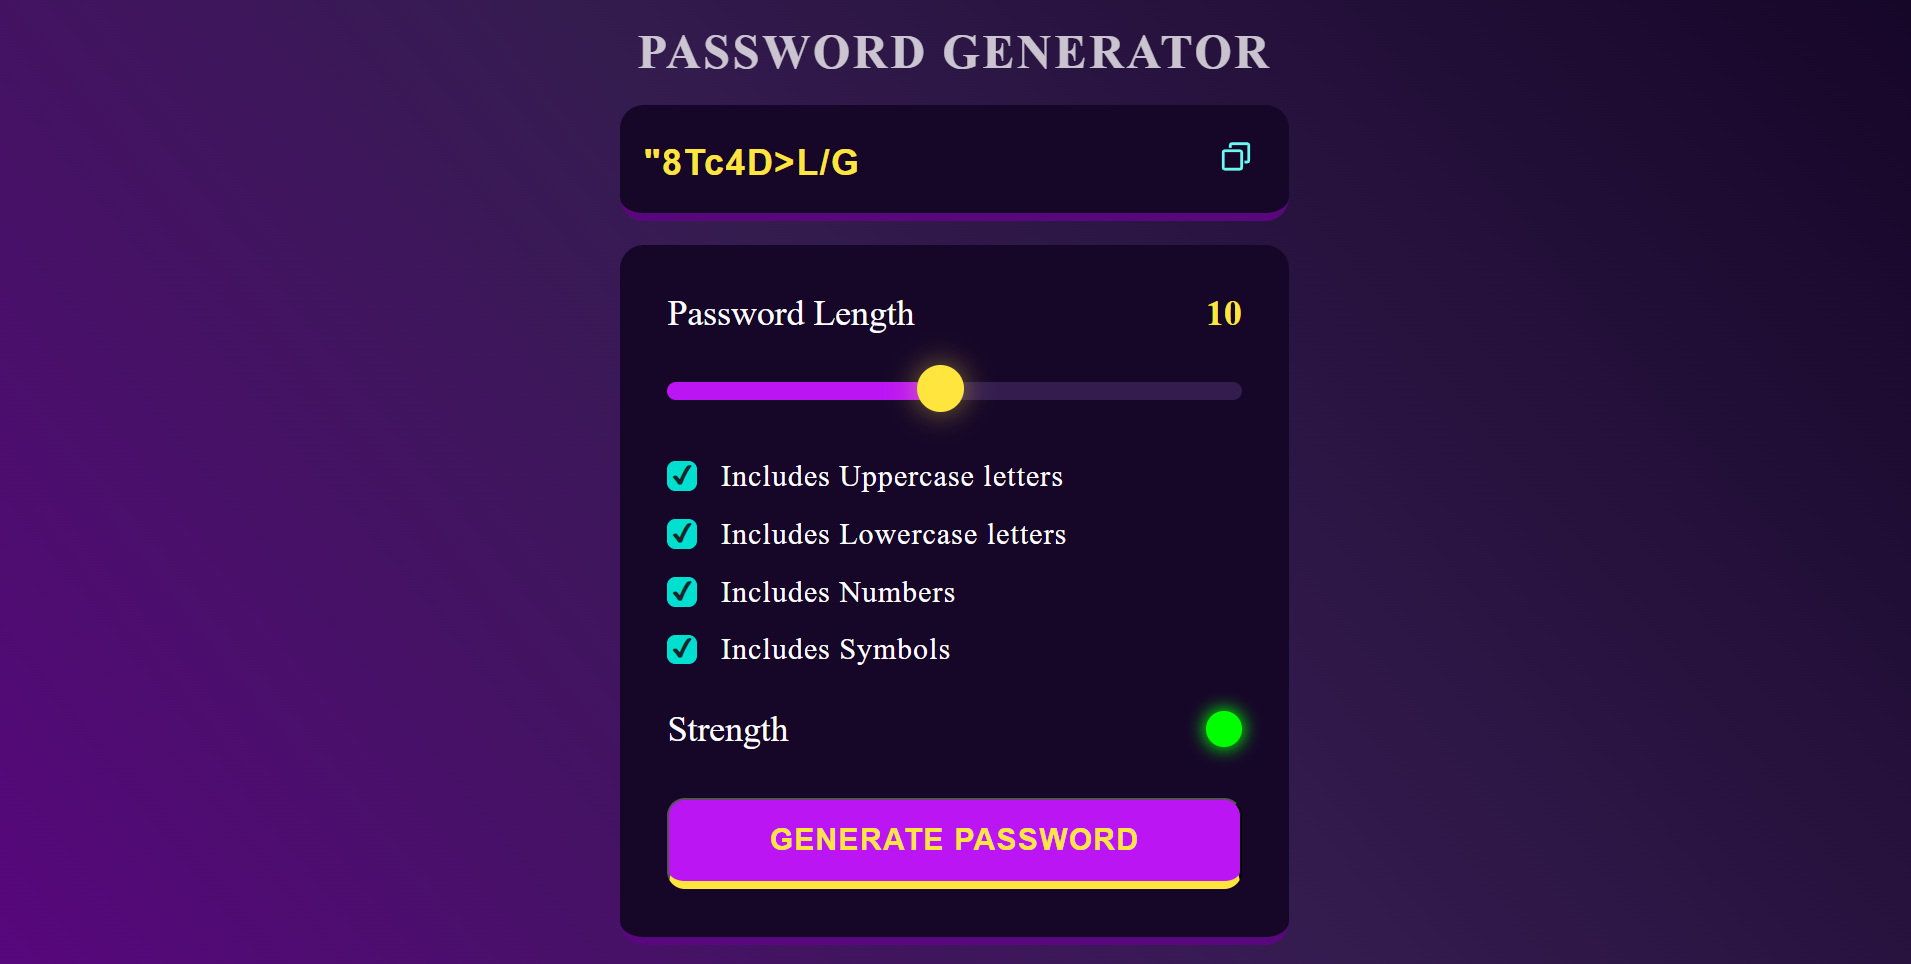 PASSWORD GENERATOR
"8Tc4D>L/G
Password Length 10
Includes Uppercase letters
Includes Lowercase letters
Includes Numbers
Includes Symbols
Strength
GENERATE PASSWORD